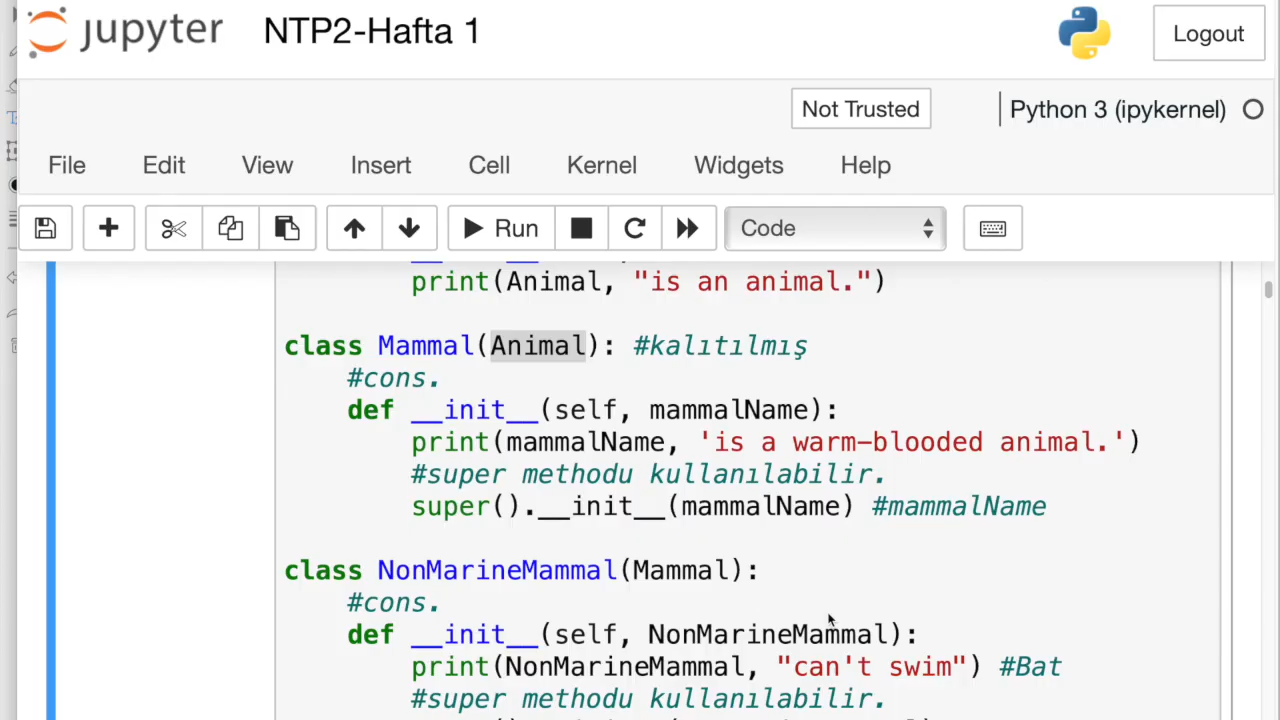 jupyter NTP2-Hafta 1 Logout
Not Trusted Python 3 (ipykernel)
File Edit View Insert Cell Kernel Widgets Help
Run Code
print(Animal, "is an animal.")
class Mammal(Animal): #kalıtılmış
#cons.
def __init__(self, mammalName):
print(mammalName, 'is a warm-blooded animal.')
#super methodu kullanılabilir.
super().__init__(mammalName) #mammalName
class NonMarineMammal(Mammal):
#cons.
def __init__(self, NonMarineMammal):
print(NonMarineMammal, "can't swim") #Bat
#super methodu kullanılabilir.